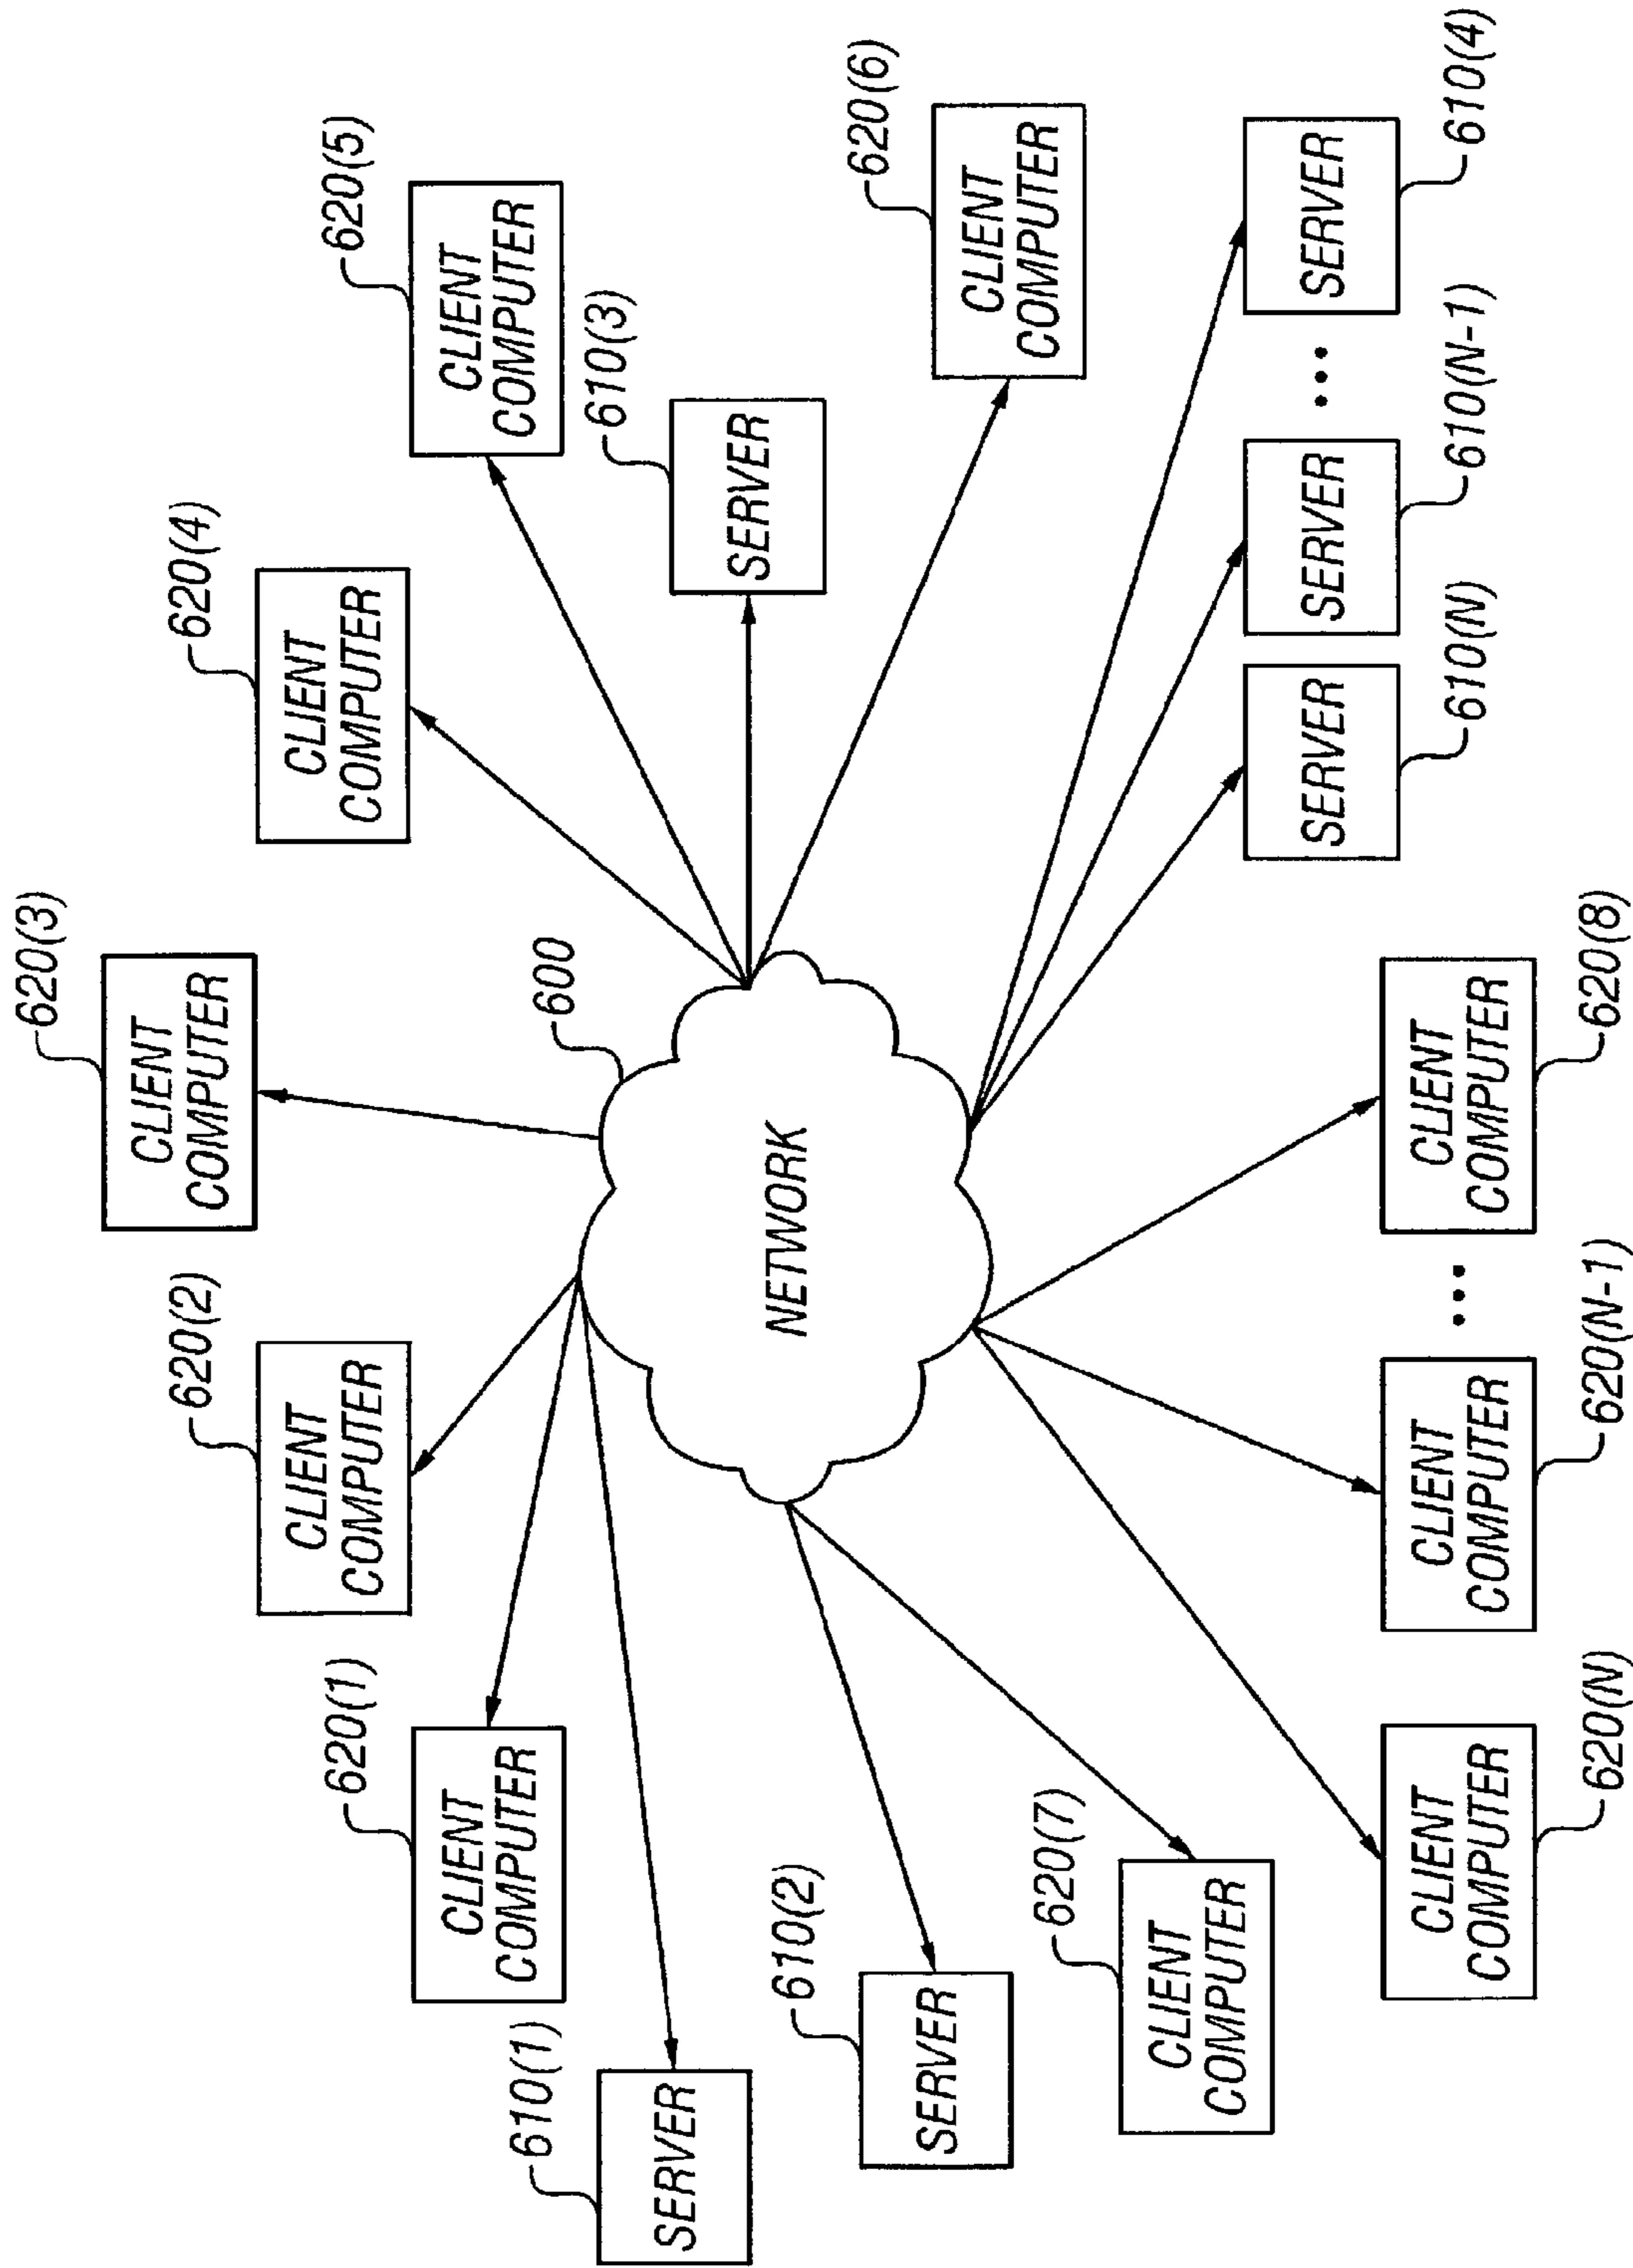 620(3)
CLIENT
COMPUTER
620(2)
CLIENT
COMPUTER
620(4)
CLIENT
COMPUTER
620(1)
CLIENT
COMPUTER
620(5)
CLIENT
COMPUTER
610(1)
SERVER
600
NETWORK
610(3)
SERVER
610(2)
SERVER
620(6)
CLIENT
COMPUTER
620(7)
CLIENT
COMPUTER
SERVER
610(N)
SERVER
610(N-1)
...
SERVER
610(4)
CLIENT
COMPUTER
620(N)
CLIENT
COMPUTER
620(N-1)
...
CLIENT
COMPUTER
620(8)